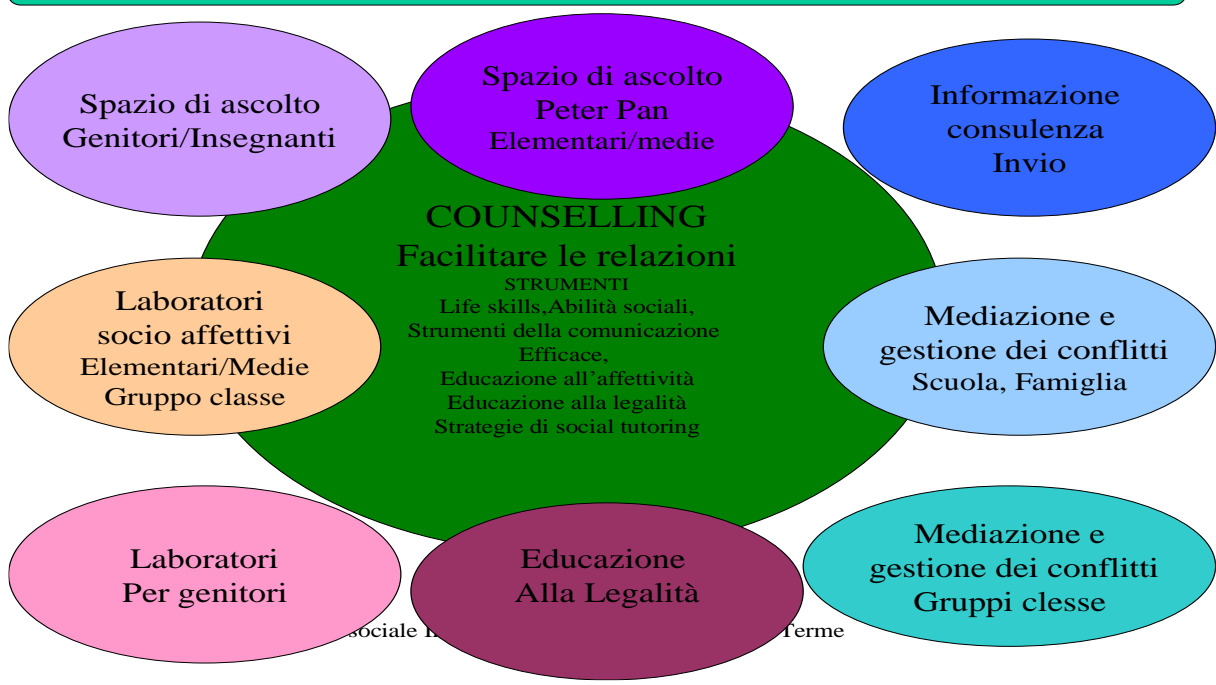 Spazio di ascolto
Genitori/Insegnanti
Spazio di ascolto
Peter Pan
Elementari/medie
Informazione
consulenza
Invio
COUNSELLING
Facilitare le relazioni
STRUMENTI
Life skills,Abilità sociali,
Strumenti della comunicazione
Efficace,
Educazione all'affettività
Educazione alla legalità
Strategie di social tutoring
Laboratori
socio affettivi
Elementari/Medie
Gruppo classe
Mediazione e
gestione dei conflitti
Scuola, Famiglia
Laboratori
Per genitori
Educazione
Alla Legalità
Mediazione e
gestione dei conflitti
Gruppi clesse
sociale Terme